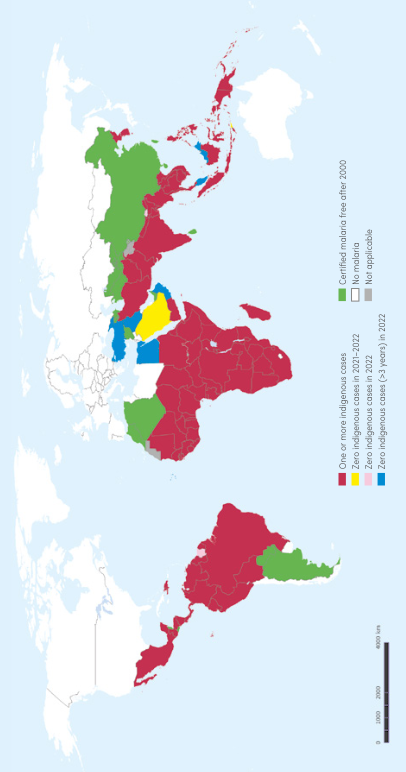 One or more indigenous cases
Zero indigenous cases in 2021–2022
Zero indigenous cases in 2022
Zero indigenous cases (>3 years) in 2022
Certified malaria free after 2000
No malaria
Not applicable
0 1000 2000 4000 km